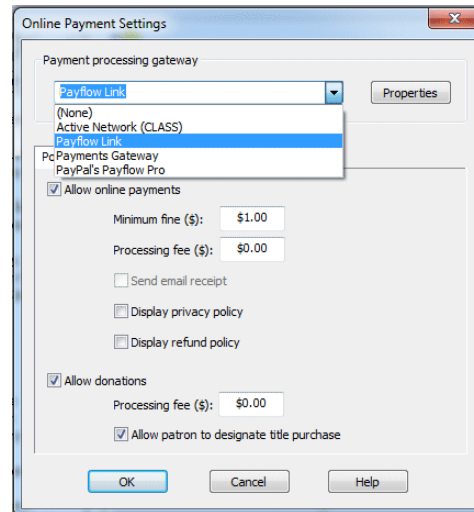 Online Payment Settings
Payment processing gateway
Payflow Link
Properties
(None)
Active Network (CLASS)
Payflow Link
Payments Gateway
PayPal's Payflow Pro
Allow online payments
Minimum fine ($): $1.00
Processing fee ($): $0.00
Send email receipt
Display privacy policy
Display refund policy
Allow donations
Processing fee ($): $0.00
Allow patron to designate title purchase
OK Cancel Help